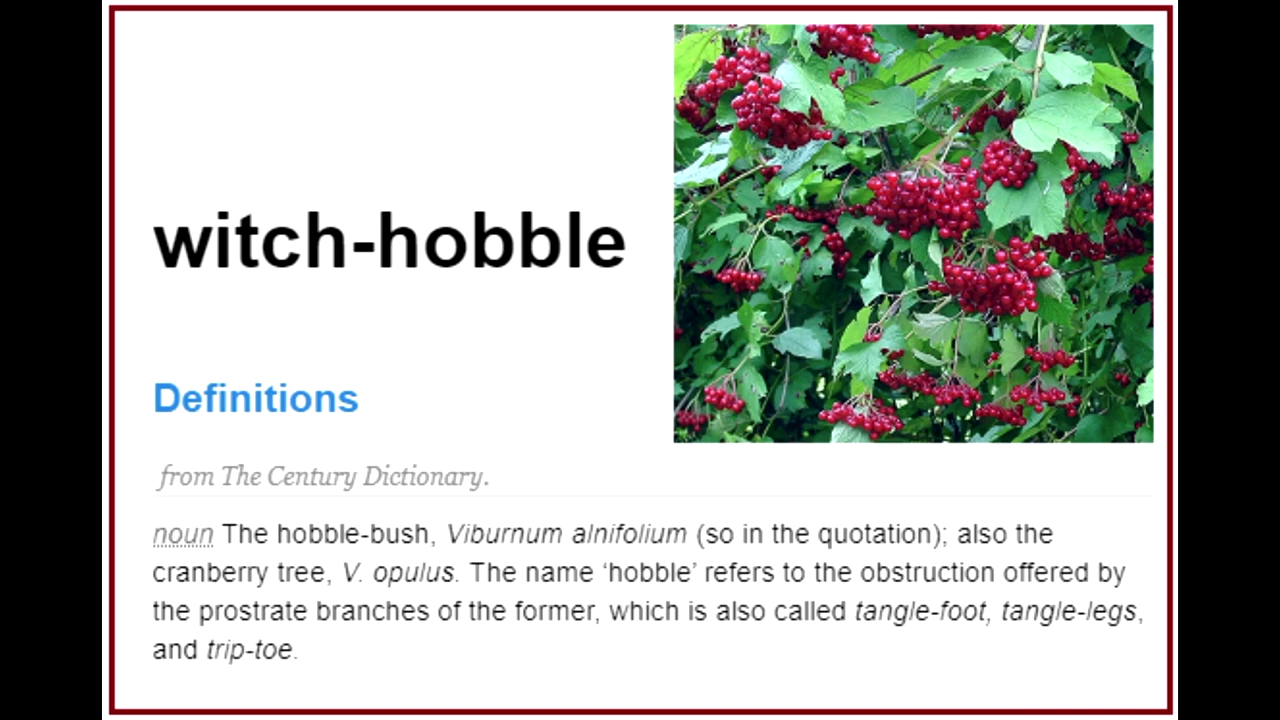 witch-hobble
Definitions
from The Century Dictionary.
noun The hobble-bush, Viburnum alnifolium (so in the quotation); also the
cranberry tree, V. opulus. The name ‘hobble’ refers to the obstruction offered by
the prostrate branches of the former, which is also called tangle-foot, tangle-legs,
and trip-toe.